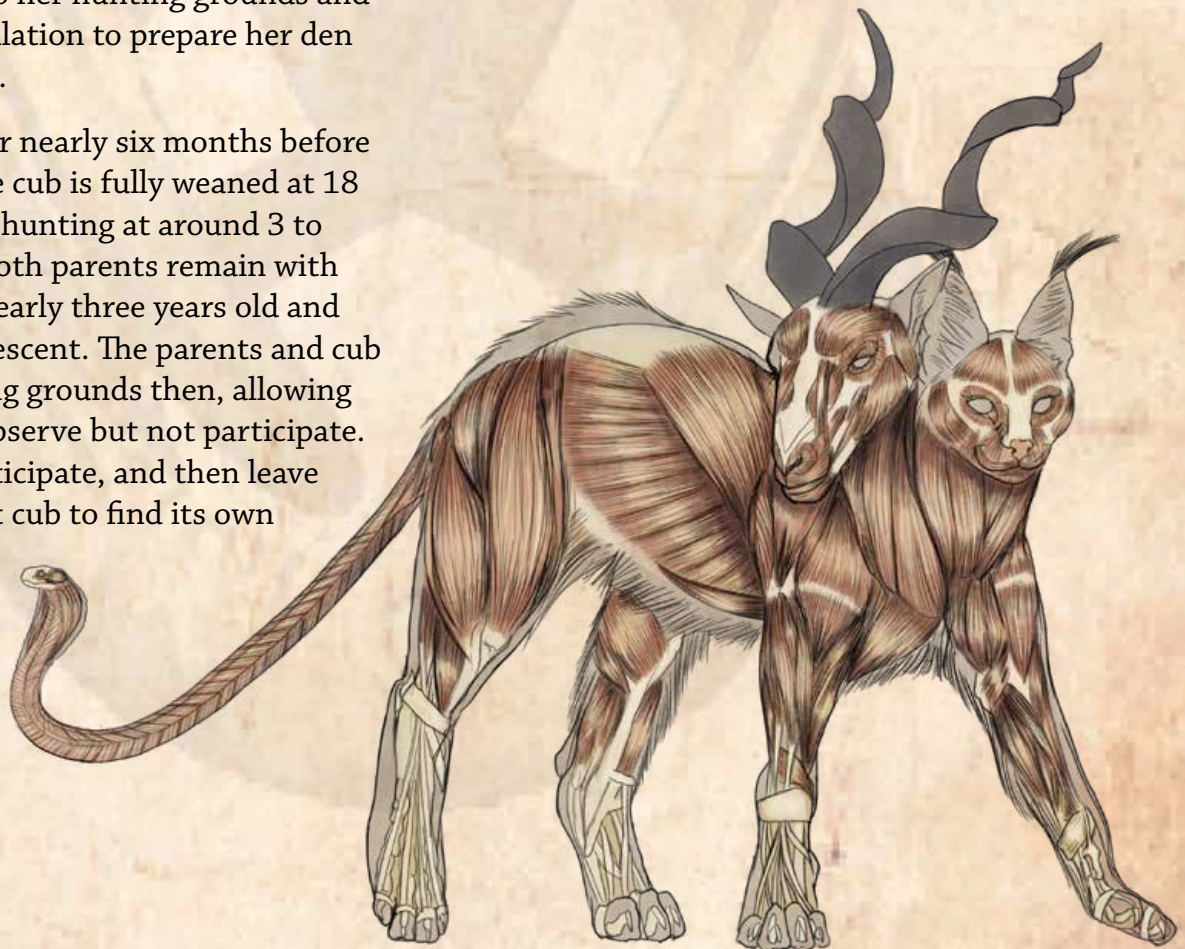 her hunting grounds and
lation to prepare her den
.
r nearly six months before
e cub is fully weaned at 18
hunting at around 3 to
oth parents remain with
early three years old and
escent. The parents and cub
g grounds then, allowing
bserve but not participate.
ticipate, and then leave
t cub to find its own